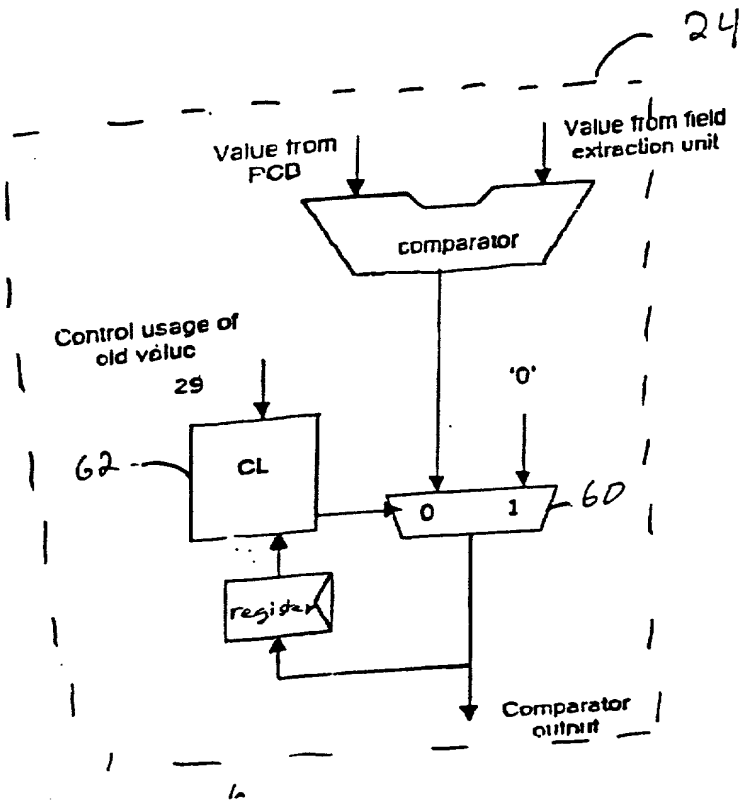 24
Value from
PCB
Value from field
extraction unit
comparator
Control usage of
old value
29
'0'
62
CL
0 1
60
register
Comparator
output